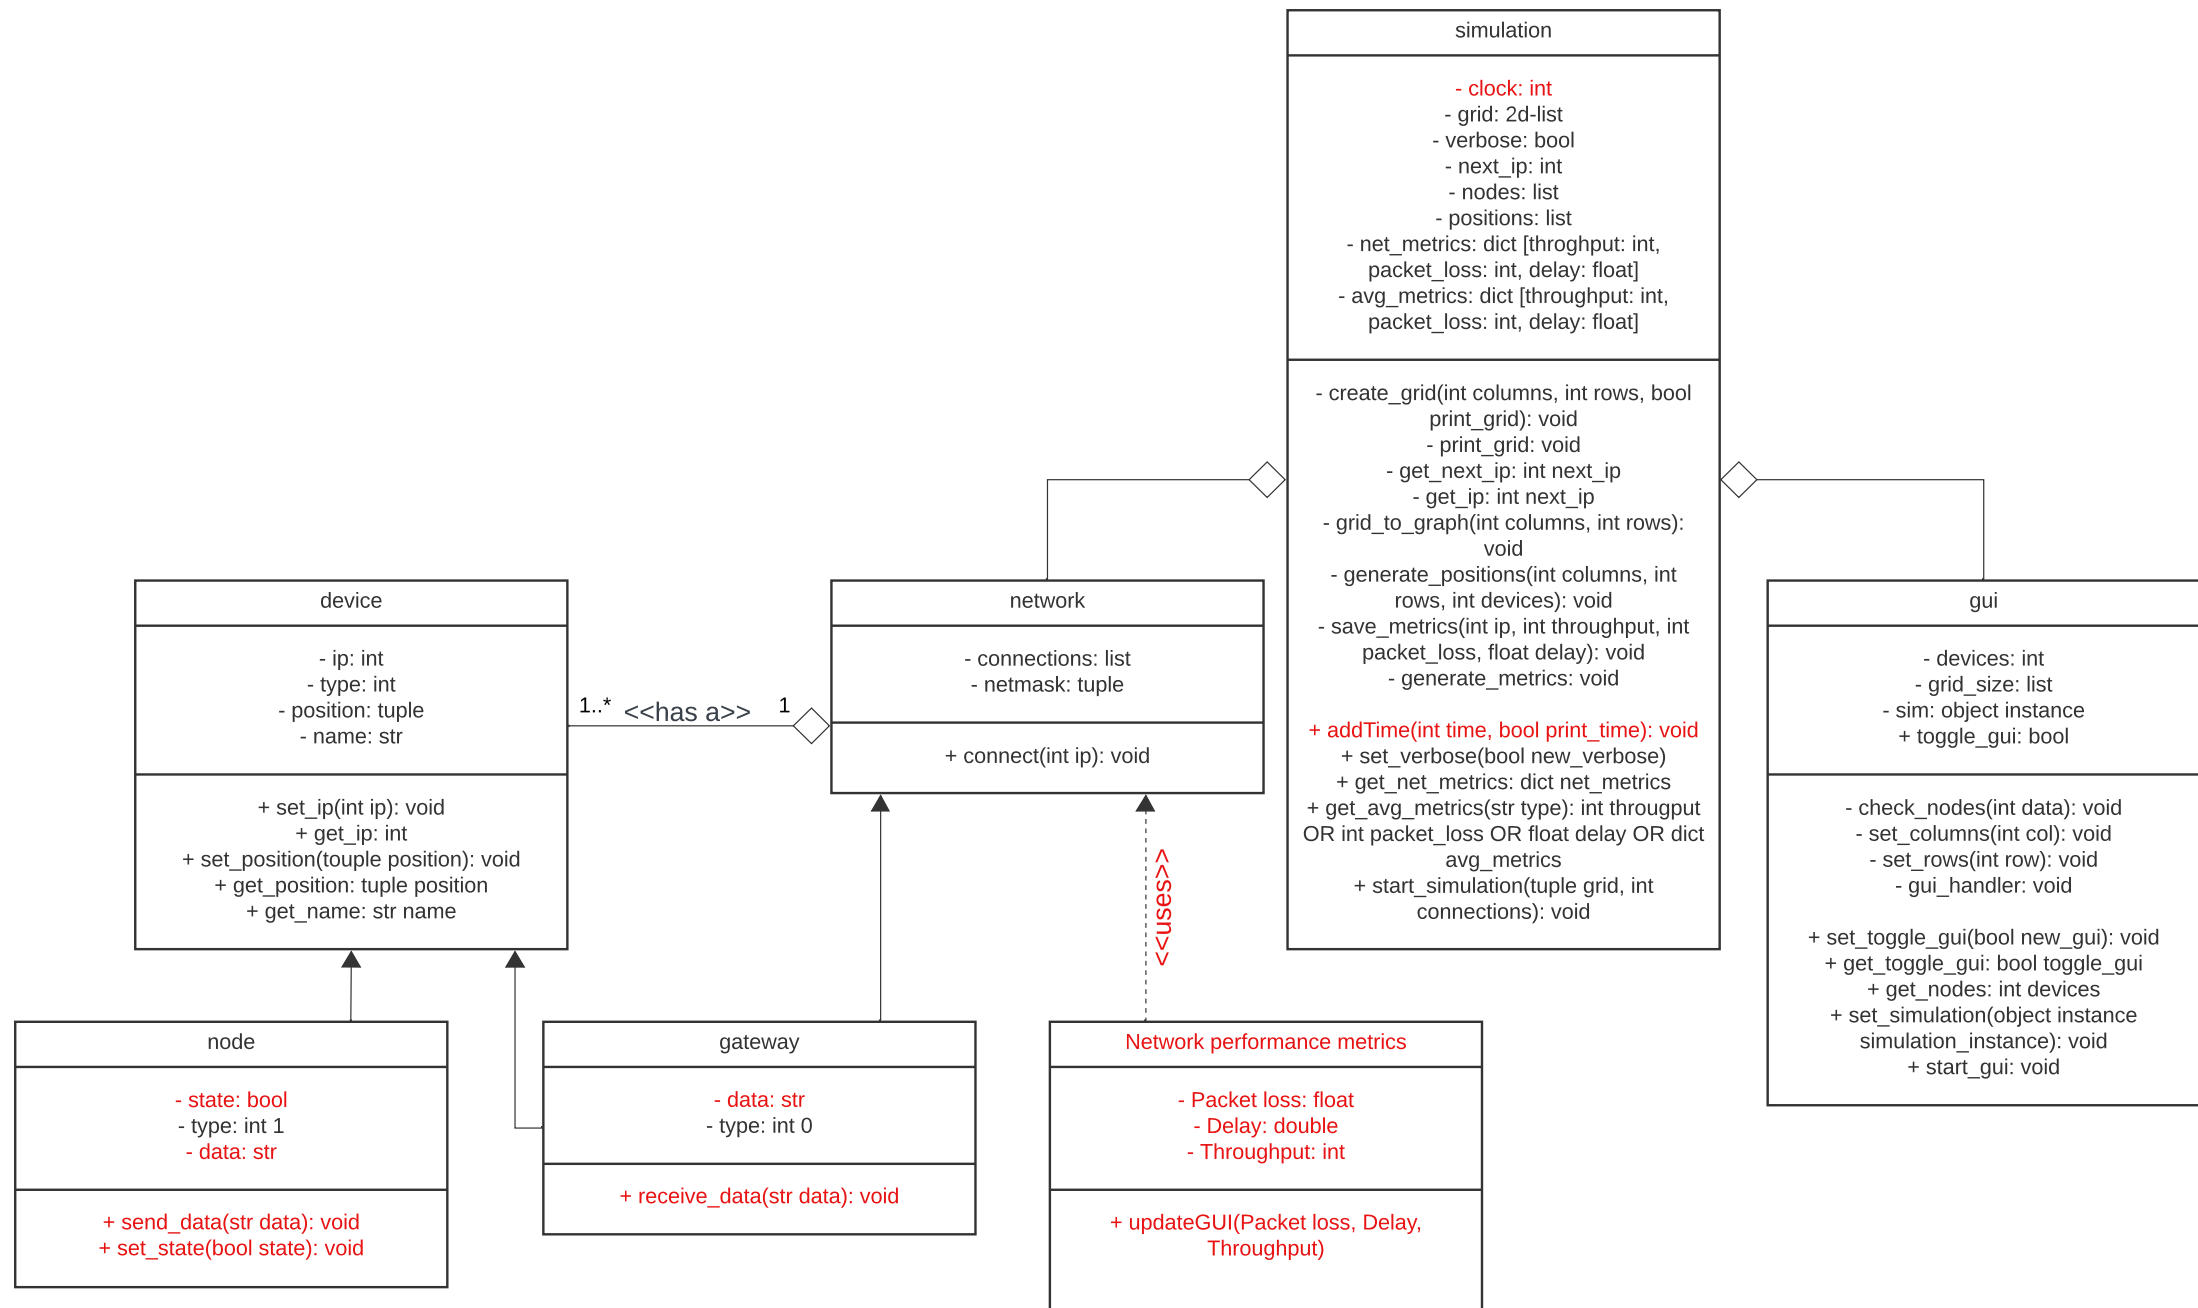 simulation
- clock: int
- grid: 2d-list
- verbose: bool
- next_ip: int
- nodes: list
- positions: list
- net_metrics: dict [throghput: int,
packet_loss: int, delay: float]
- avg_metrics: dict [throughput: int,
packet_loss: int, delay: float]
- create_grid(int columns, int rows, bool
print_grid): void
- print_grid: void
- get_next_ip: int next_ip
- get_ip: int next_ip
- grid_to_graph(int columns, int rows):
void
- generate_positions(int columns, int
rows, int devices): void
- save_metrics(int ip, int throughput, int
packet_loss, float delay): void
- generate_metrics: void
+ addTime(int time, bool print_time): void
+ set_verbose(bool new_verbose)
+ get_net_metrics: dict net_metrics
+ get_avg_metrics(str type): int througput
OR int packet_loss OR float delay OR dict
avg_metrics
+ start_simulation(tuple grid, int
connections): void
device
- ip: int
- type: int
- position: tuple
- name: str
+ set_ip(int ip): void
+ get_ip: int
+ set_position(touple position): void
+ get_position: tuple position
+ get_name: str name
1..* <<has a>> 1
network
- connections: list
- netmask: tuple
+ connect(int ip): void
gui
- devices: int
- grid_size: list
- sim: object instance
+ toggle_gui: bool
- check_nodes(int data): void
- set_columns(int col): void
- set_rows(int row): void
- gui_handler: void
+ set_toggle_gui(bool new_gui): void
+ get_toggle_gui: bool toggle_gui
+ get_nodes: int devices
+ set_simulation(object instance
simulation_instance): void
+ start_gui: void
<<uses>>
node
- state: bool
- type: int 1
- data: str
+ send_data(str data): void
+ set_state(bool state): void
gateway
- data: str
- type: int 0
+ receive_data(str data): void
Network performance metrics
- Packet loss: float
- Delay: double
- Throughput: int
+ updateGUI(Packet loss, Delay,
Throughput)